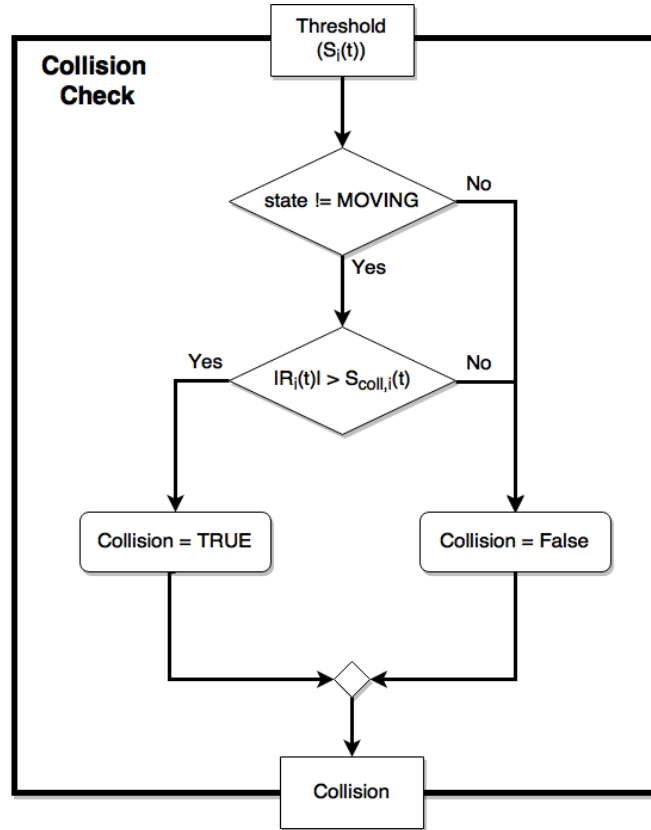 Threshold
(Si(t))
Collision
Check
state != MOVING
No
Yes
Yes
|Ri(t)| > Scoll,i(t)
No
Collision = TRUE
Collision = False
Collision